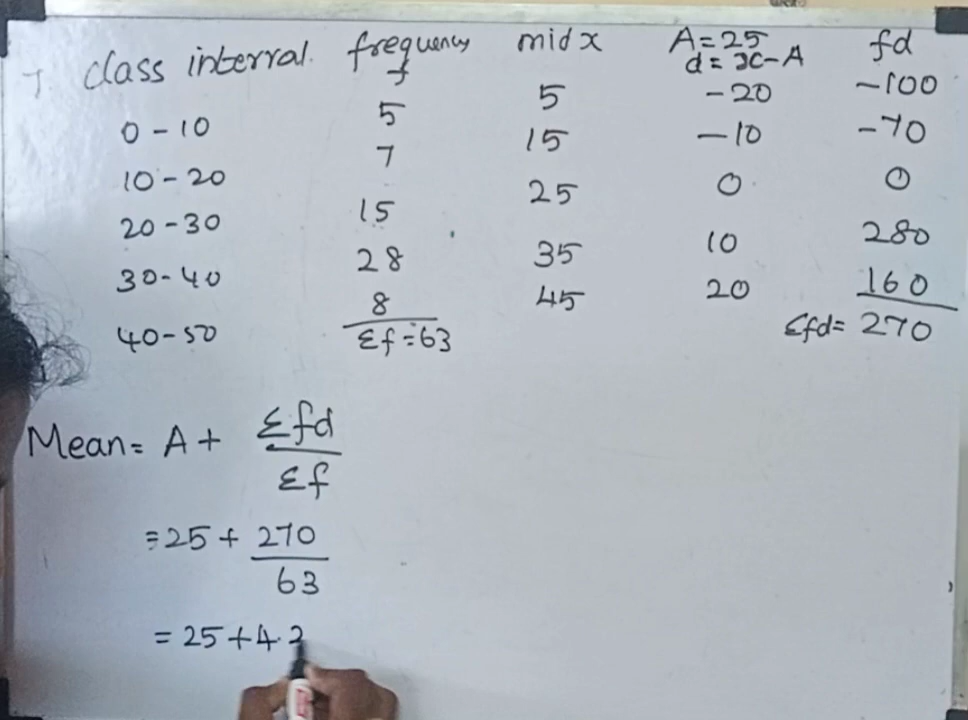 class interval frequency f mid x A=25 d=x-A fd
0-10 5 5 -20 -100
10-20 7 15 -10 -70
20-30 15 25 0 0
30-40 28 35 10 280
40-50 8 45 20 160
Σf=63 Σfd= 270
Mean= A+ Σfd/Σf
=25+ 270/63
=25+4.2